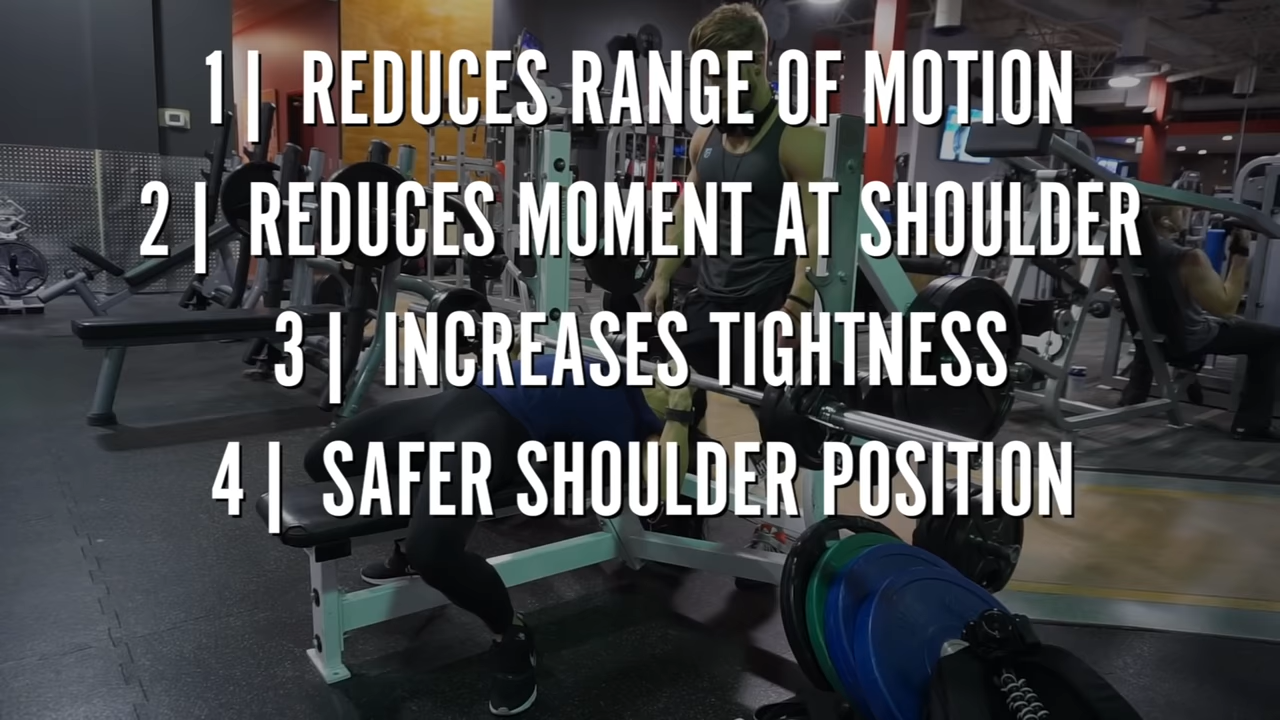 1| REDUCES RANGE OF MOTION
2| REDUCES MOMENT AT SHOULDER
3| INCREASES TIGHTNESS
4| SAFER SHOULDER POSITION